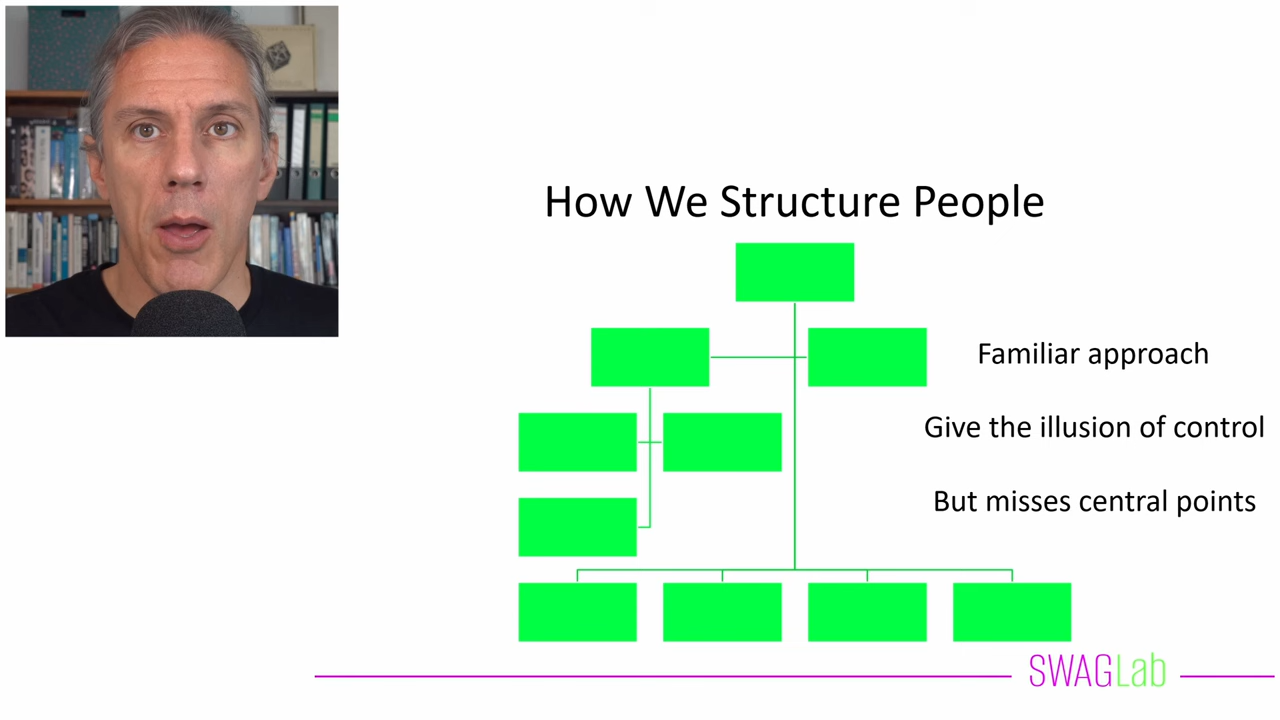 How We Structure People
Familiar approach
Give the illusion of control
But misses central points
SWAGLab